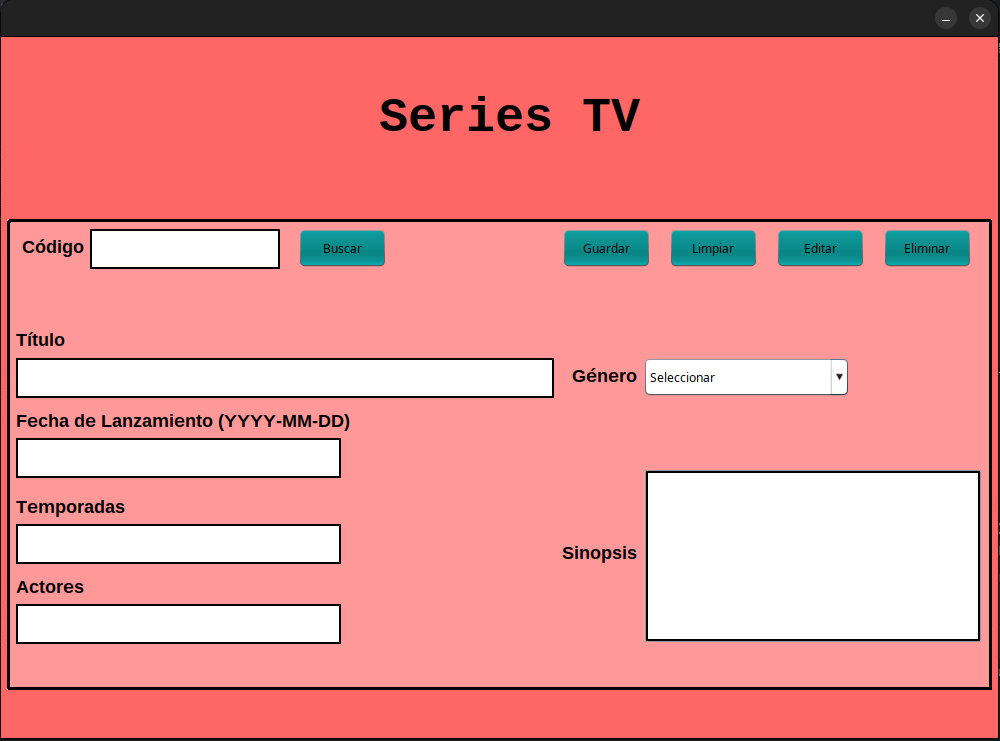 Series TV
Código
Buscar
Guardar
Limpiar
Editar
Eliminar
Título
Género
Seleccionar
Fecha de Lanzamiento (YYYY-MM-DD)
Temporadas
Sinopsis
Actores